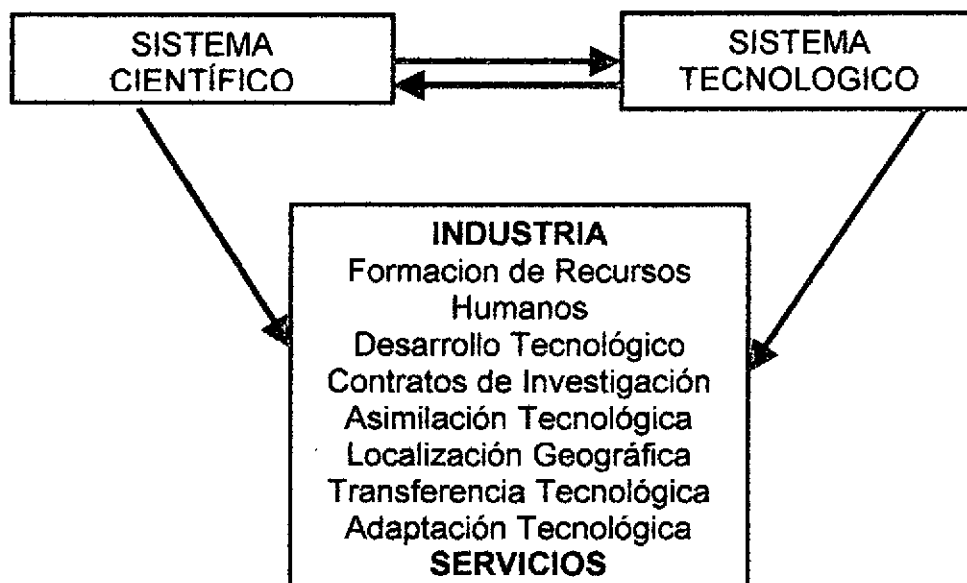 SISTEMA
CIENTÍFICO
SISTEMA
TECNOLOGICO
INDUSTRIA
Formacion de Recursos
Humanos
Desarrollo Tecnológico
Contratos de Investigación
Asimilación Tecnológica
Localización Geográfica
Transferencia Tecnológica
Adaptación Tecnológica
SERVICIOS